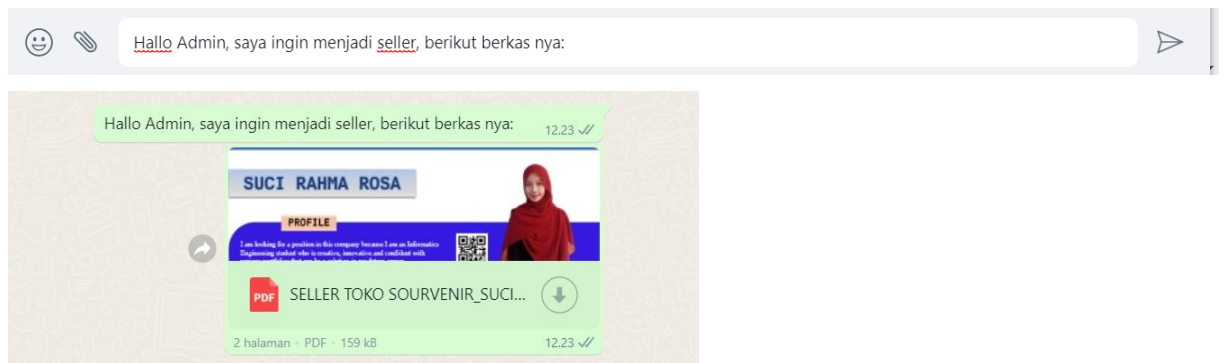 Hallo Admin, saya ingin menjadi seller, berikut berkas nya:
Hallo Admin, saya ingin menjadi seller, berikut berkas nya:
12.23
SUCI RAHMA ROSA
PROFILE
I am looking for a position in this company because I am an Informatics
Engineering student who is creative, innovative and confident with
PDF
SELLER TOKO SOURVENIR_SUCI...
2 halaman • PDF • 159 kB
12.23